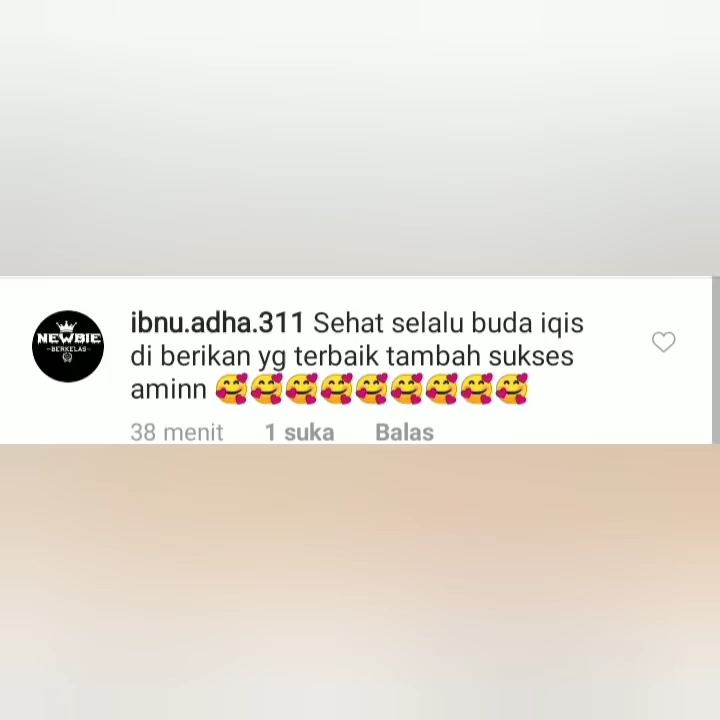 NEWBIE
-BERKELAS-
ibnu.adha.311 Sehat selalu buda iqis
di berikan yg terbaik tambah sukses
aminn 🥰🥰🥰🥰🥰🥰🥰🥰🥰
38 menit 1 suka Balas